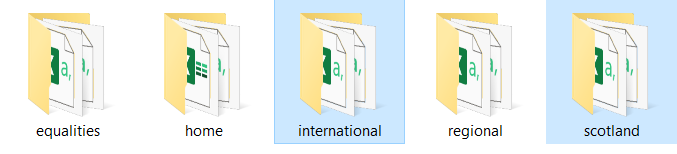 equalities
home
international
regional
scotland